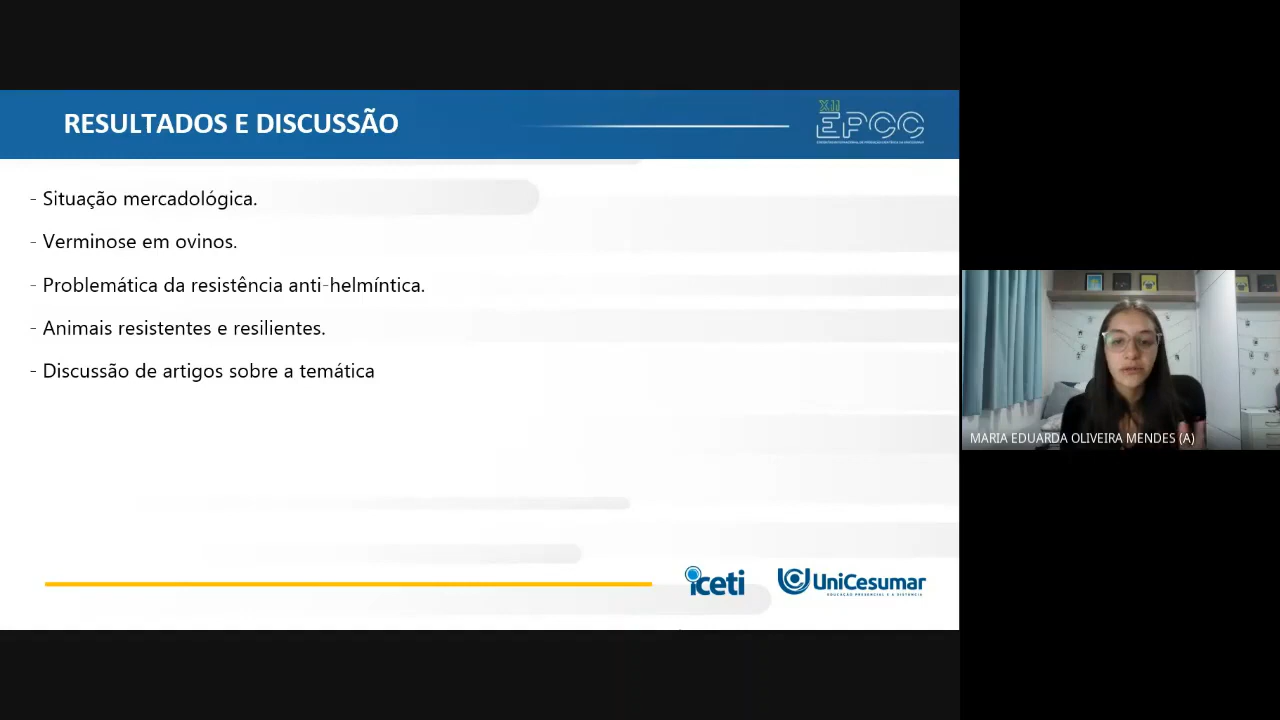 RESULTADOS E DISCUSSÃO
XII
EPCC
- Situação mercadológica.
- Verminose em ovinos.
- Problemática da resistência anti-helmíntica.
- Animais resistentes e resilientes.
- Discussão de artigos sobre a temática
MARIA EDUARDA OLIVEIRA MENDES (A)
iceti
UniCesumar
EDUCAÇÃO PRESENCIAL E A DISTÂNCIA